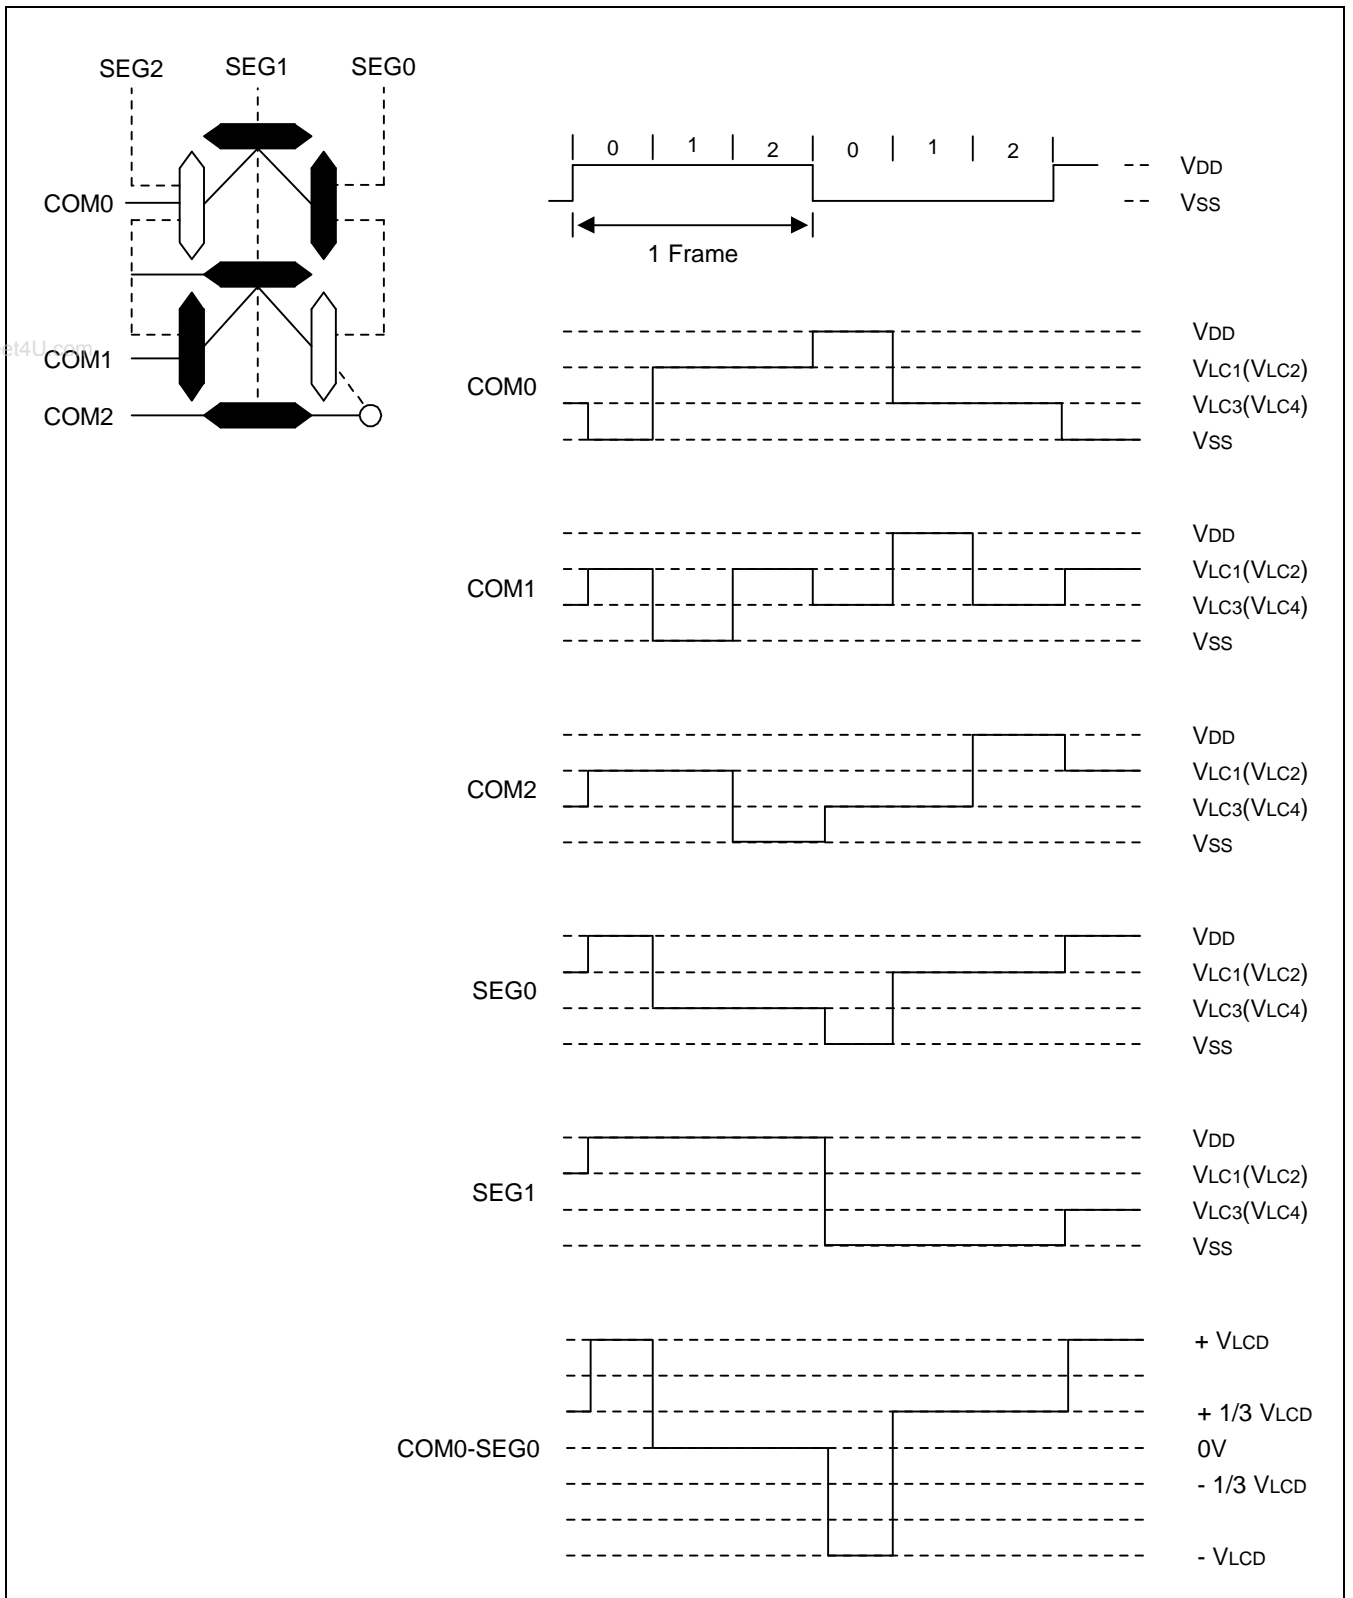 SEG2 SEG1 SEG0
COM0
COM1
COM2
et4U.com
0 1 2 0 1 2
VDD
VSS
1 Frame
COM0
VDD
VLC1(VLC2)
VLC3(VLC4)
VSS
COM1
VDD
VLC1(VLC2)
VLC3(VLC4)
VSS
COM2
VDD
VLC1(VLC2)
VLC3(VLC4)
VSS
SEG0
VDD
VLC1(VLC2)
VLC3(VLC4)
VSS
SEG1
VDD
VLC1(VLC2)
VLC3(VLC4)
VSS
COM0-SEG0
+ VLCD
+ 1/3 VLCD
0V
- 1/3 VLCD
- VLCD